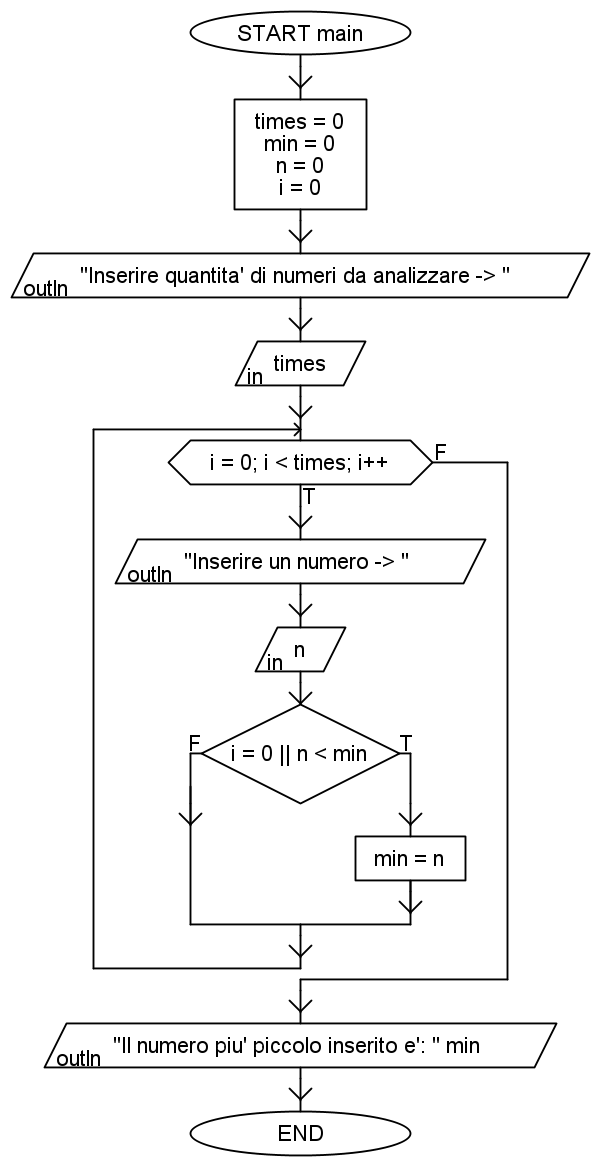 START main
times = 0
min = 0
n = 0
i = 0
"Inserire quantita' di numeri da analizzare -> "
outln
times
in
i = 0; i < times; i++
F
T
"Inserire un numero -> "
outln
n
in
F
i = 0 || n < min
T
min = n
"Il numero piu' piccolo inserito e': " min
outln
END